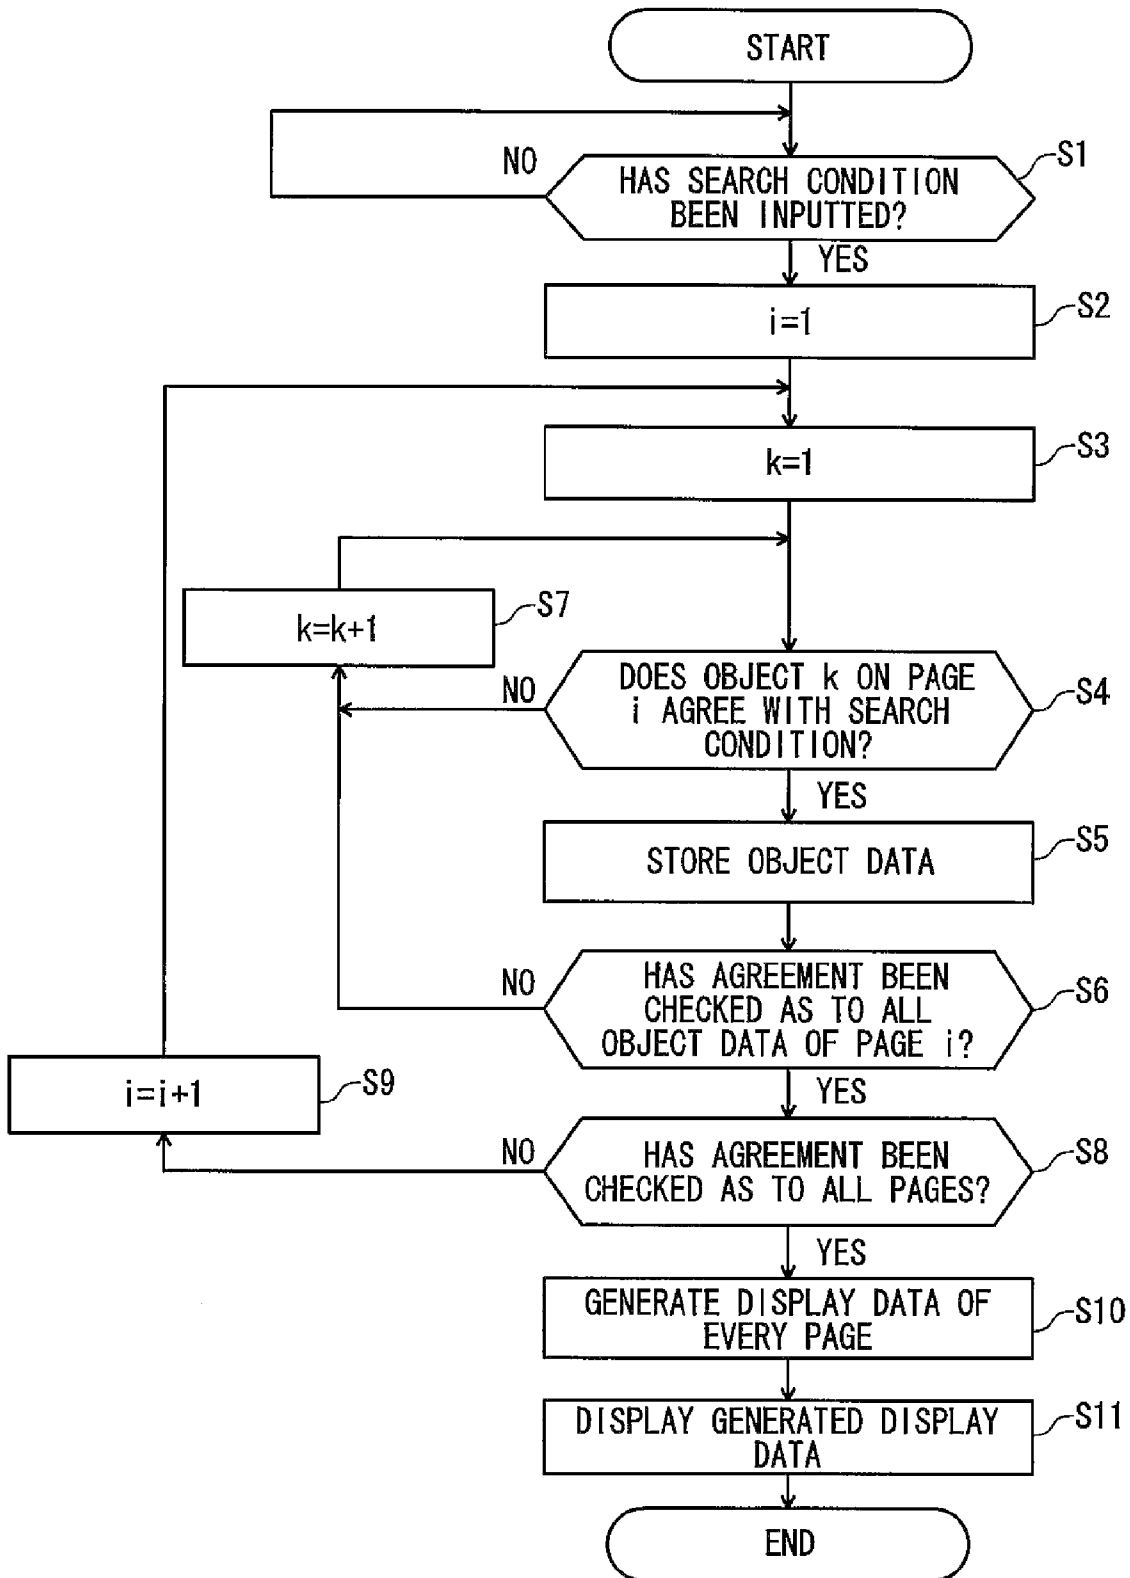 START
NO
HAS SEARCH CONDITION
BEEN INPUTTED?
S1
YES
i=1
S2
k=1
S3
k=k+1
S7
NO
DOES OBJECT k ON PAGE
i AGREE WITH SEARCH
CONDITION?
S4
YES
STORE OBJECT DATA
S5
NO
HAS AGREEMENT BEEN
CHECKED AS TO ALL
OBJECT DATA OF PAGE i?
S6
YES
i=i+1
S9
NO
HAS AGREEMENT BEEN
CHECKED AS TO ALL PAGES?
S8
YES
GENERATE DISPLAY DATA OF
EVERY PAGE
S10
DISPLAY GENERATED DISPLAY
DATA
S11
END